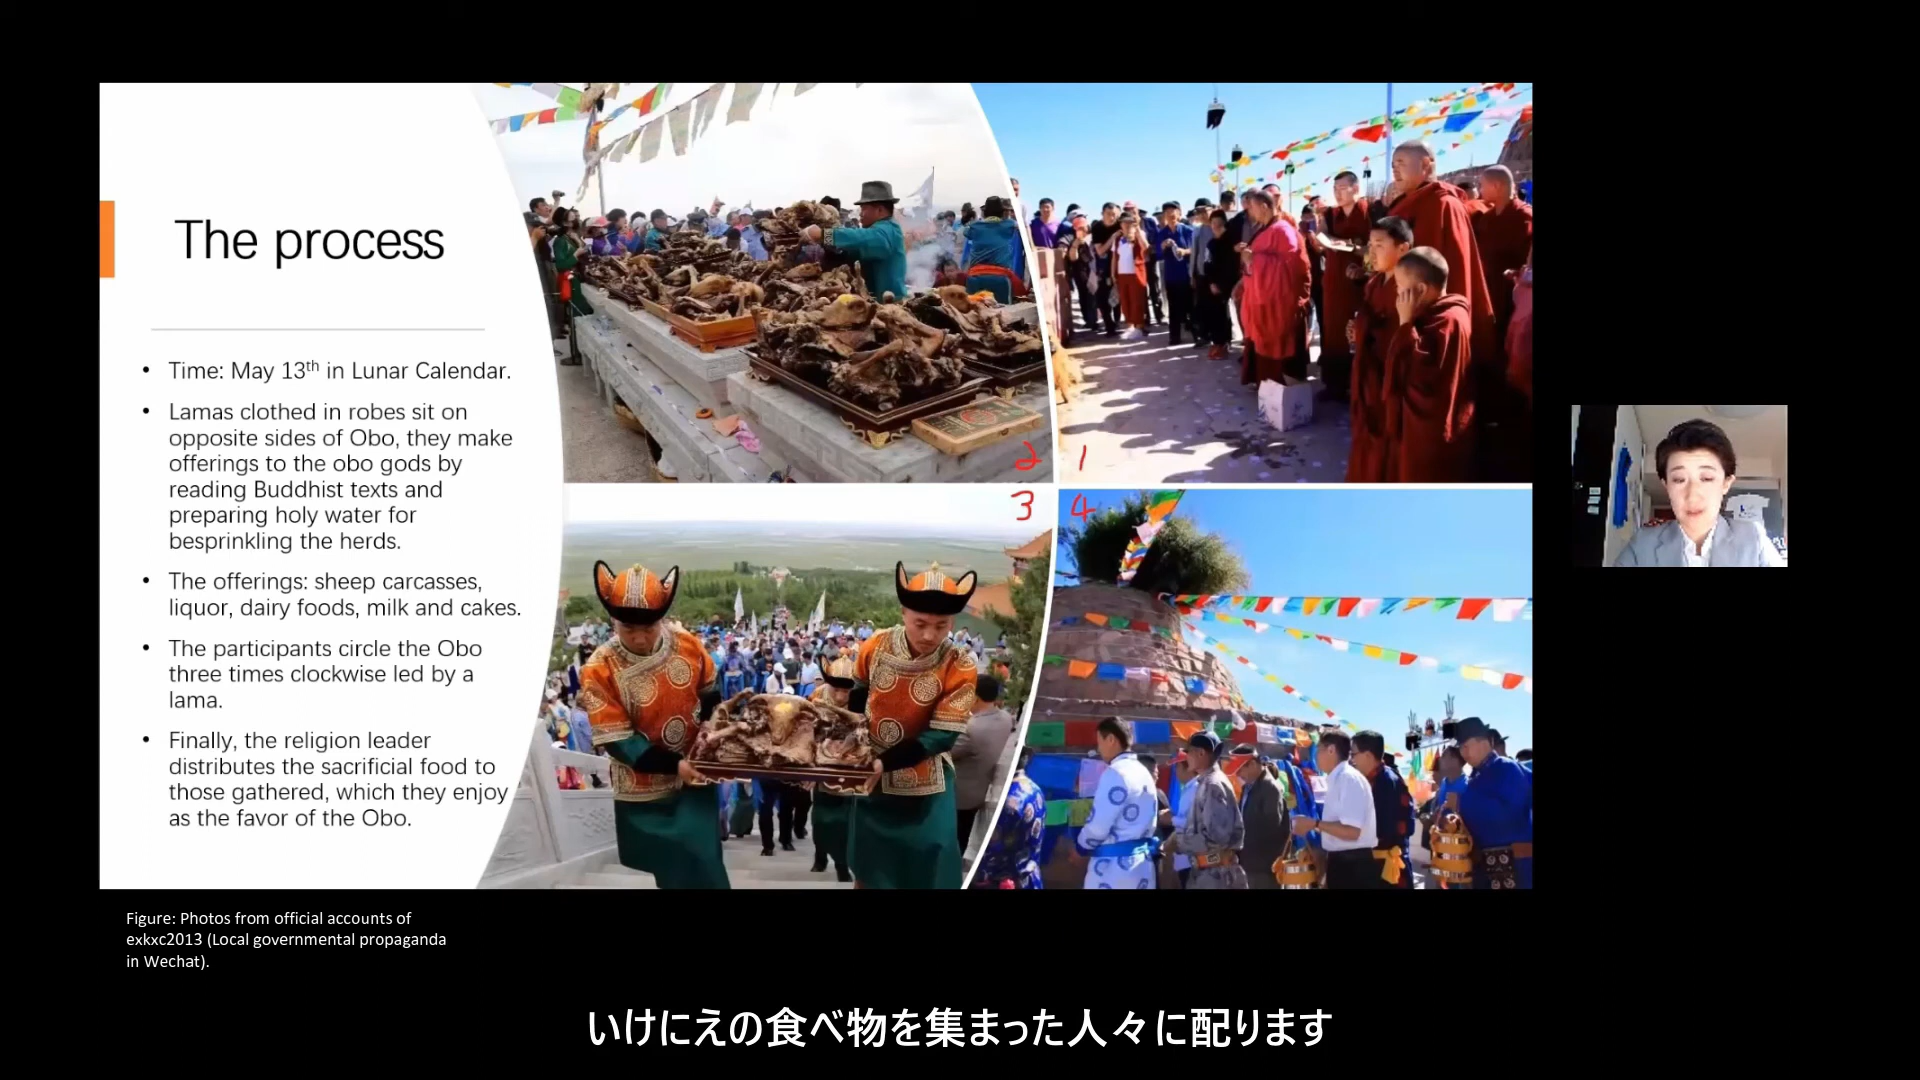 The process
• Time: May 13th in Lunar Calendar.
• Lamas clothed in robes sit on
opposite sides of Obo, they make
offerings to the obo gods by
reading Buddhist texts and
preparing holy water for
besprinkling the herds.
• The offerings: sheep carcasses,
liquor, dairy foods, milk and cakes.
• The participants circle the Obo
three times clockwise led by a
lama.
• Finally, the religion leader
distributes the sacrificial food to
those gathered, which they enjoy
as the favor of the Obo.
2 1
3 4
Figure: Photos from official accounts of
exkxc2013 (Local governmental propaganda
in Wechat).
いけにえの食べ物を集まった人々に配ります